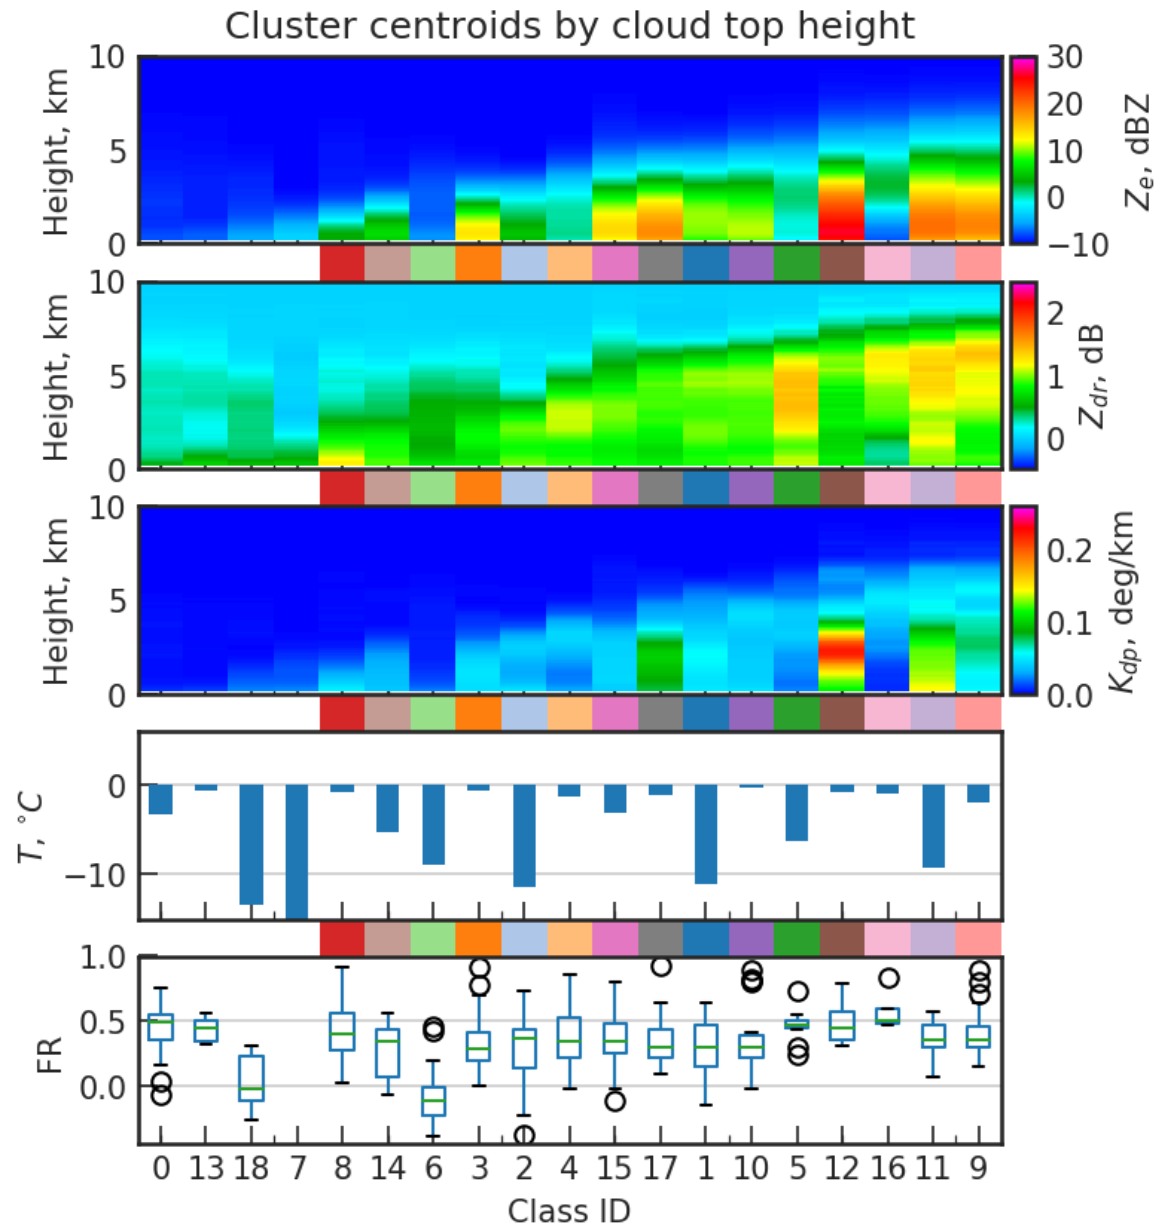 Cluster centroids by cloud top height
10
5
0
Height, km
30
20
10
0
−10
Z_e, dBZ
10
5
0
Height, km
2
1
0
Z_dr, dB
10
5
0
Height, km
0.2
0.1
0.0
K_dp, deg/km
0
−10
T, °C
1.0
0.5
0.0
FR
0 13 18 7 8 14 6 3 2 4 15 17 1 10 5 12 16 11 9
Class ID